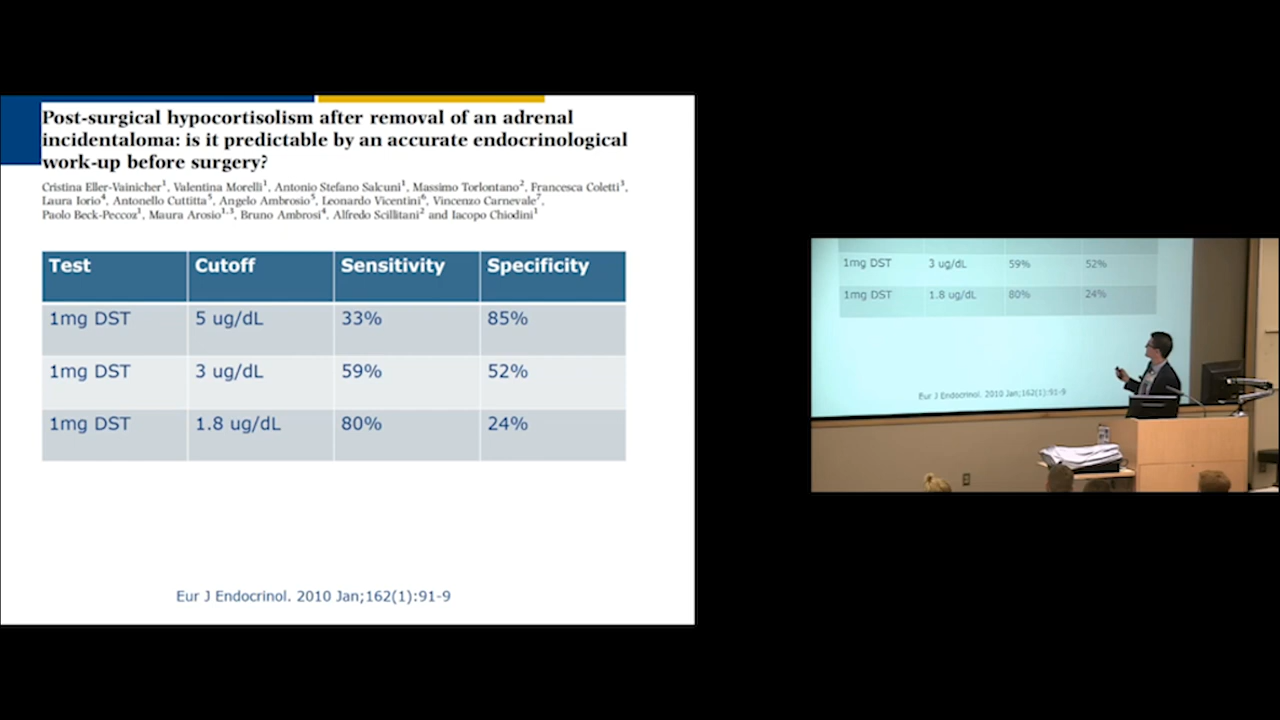 Post-surgical hypocortisolism after removal of an adrenal
incidentaloma: is it predictable by an accurate endocrinological
work-up before surgery?
Cristina Eller-Vainicher1, Valentina Morelli1, Antonio Stefano Salcuni1, Massimo Torlontano2, Francesca Coletti3,
Laura Iorio4, Antonello Cuttitta5, Angelo Ambrosio5, Leonardo Vicentini6, Vincenzo Carnevale7,
Paolo Beck-Peccoz1, Maura Arosio1,3, Bruno Ambrosi4, Alfredo Scillitani2 and Iacopo Chiodini1
Test Cutoff Sensitivity Specificity
1mg DST 5 ug/dL 33% 85%
1mg DST 3 ug/dL 59% 52%
1mg DST 1.8 ug/dL 80% 24%
Eur J Endocrinol. 2010 Jan;162(1):91-9
1mg DST 3 ug/dL 59% 52%
1mg DST 1.8 ug/dL 80% 24%
Eur J Endocrinol. 2010 Jan;162(1):91-9